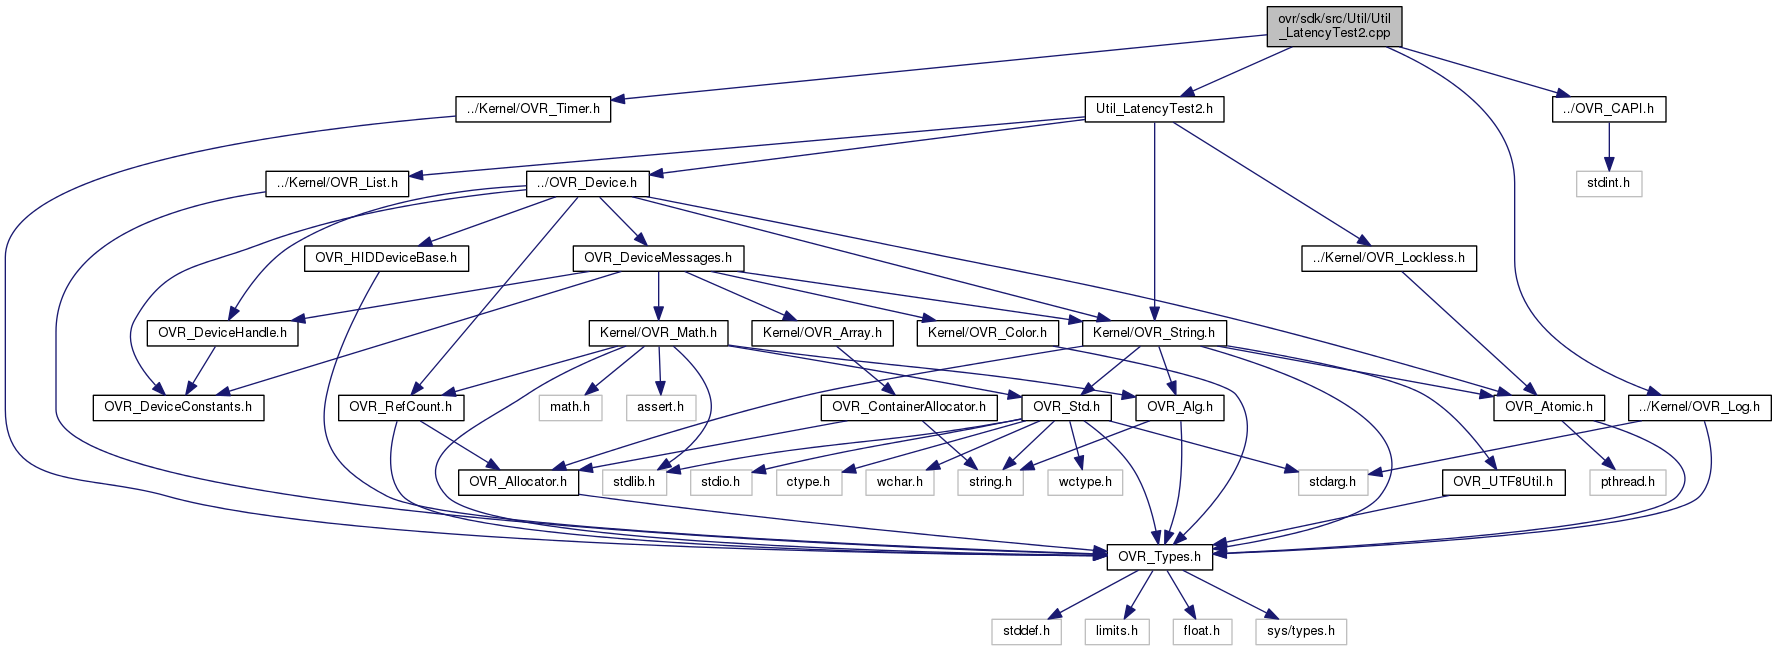 ovr/sdk/src/Util/Util
_LatencyTest2.cpp
../Kernel/OVR_Timer.h
Util_LatencyTest2.h
../OVR_CAPI.h
../Kernel/OVR_List.h
../OVR_Device.h
stdint.h
OVR_HIDDeviceBase.h
OVR_DeviceMessages.h
../Kernel/OVR_Lockless.h
OVR_DeviceHandle.h
Kernel/OVR_Math.h
Kernel/OVR_Array.h
Kernel/OVR_Color.h
Kernel/OVR_String.h
OVR_DeviceConstants.h
OVR_RefCount.h
math.h
assert.h
OVR_ContainerAllocator.h
OVR_Std.h
OVR_Alg.h
OVR_Atomic.h
../Kernel/OVR_Log.h
OVR_Allocator.h
stdlib.h
stdio.h
ctype.h
wchar.h
string.h
wctype.h
stdarg.h
OVR_UTF8Util.h
pthread.h
OVR_Types.h
stddef.h
limits.h
float.h
sys/types.h